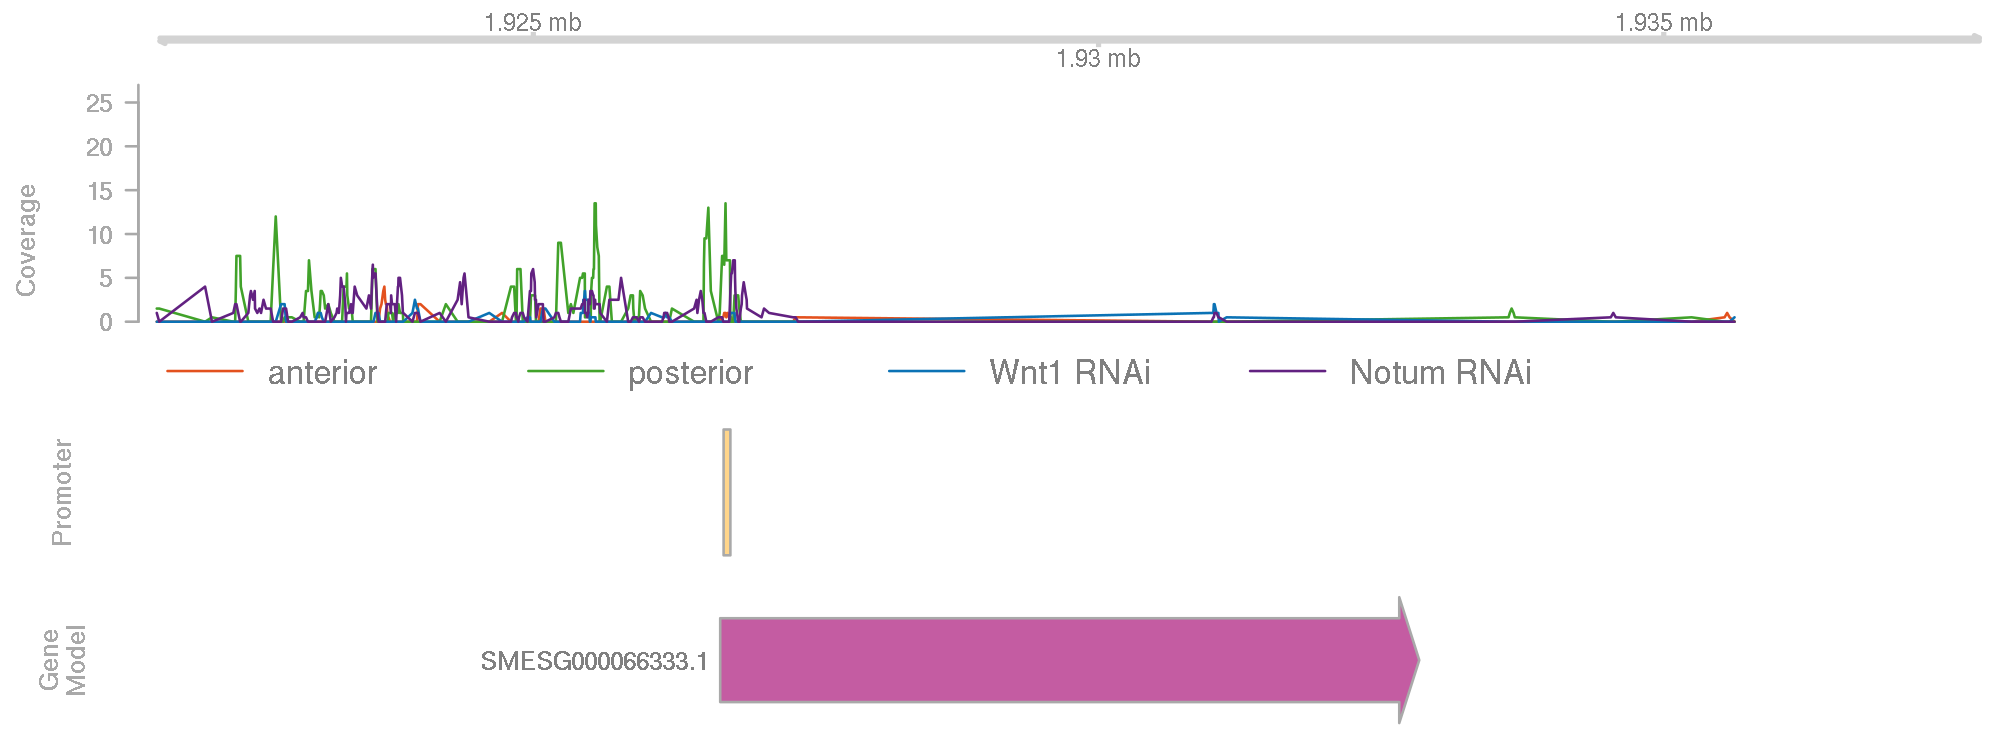 1.925 mb
1.935 mb
1.93 mb
Coverage
25
20
15
10
5
0
anterior posterior Wnt1 RNAi Notum RNAi
Promoter
Gene
Model
SMESG000066333.1